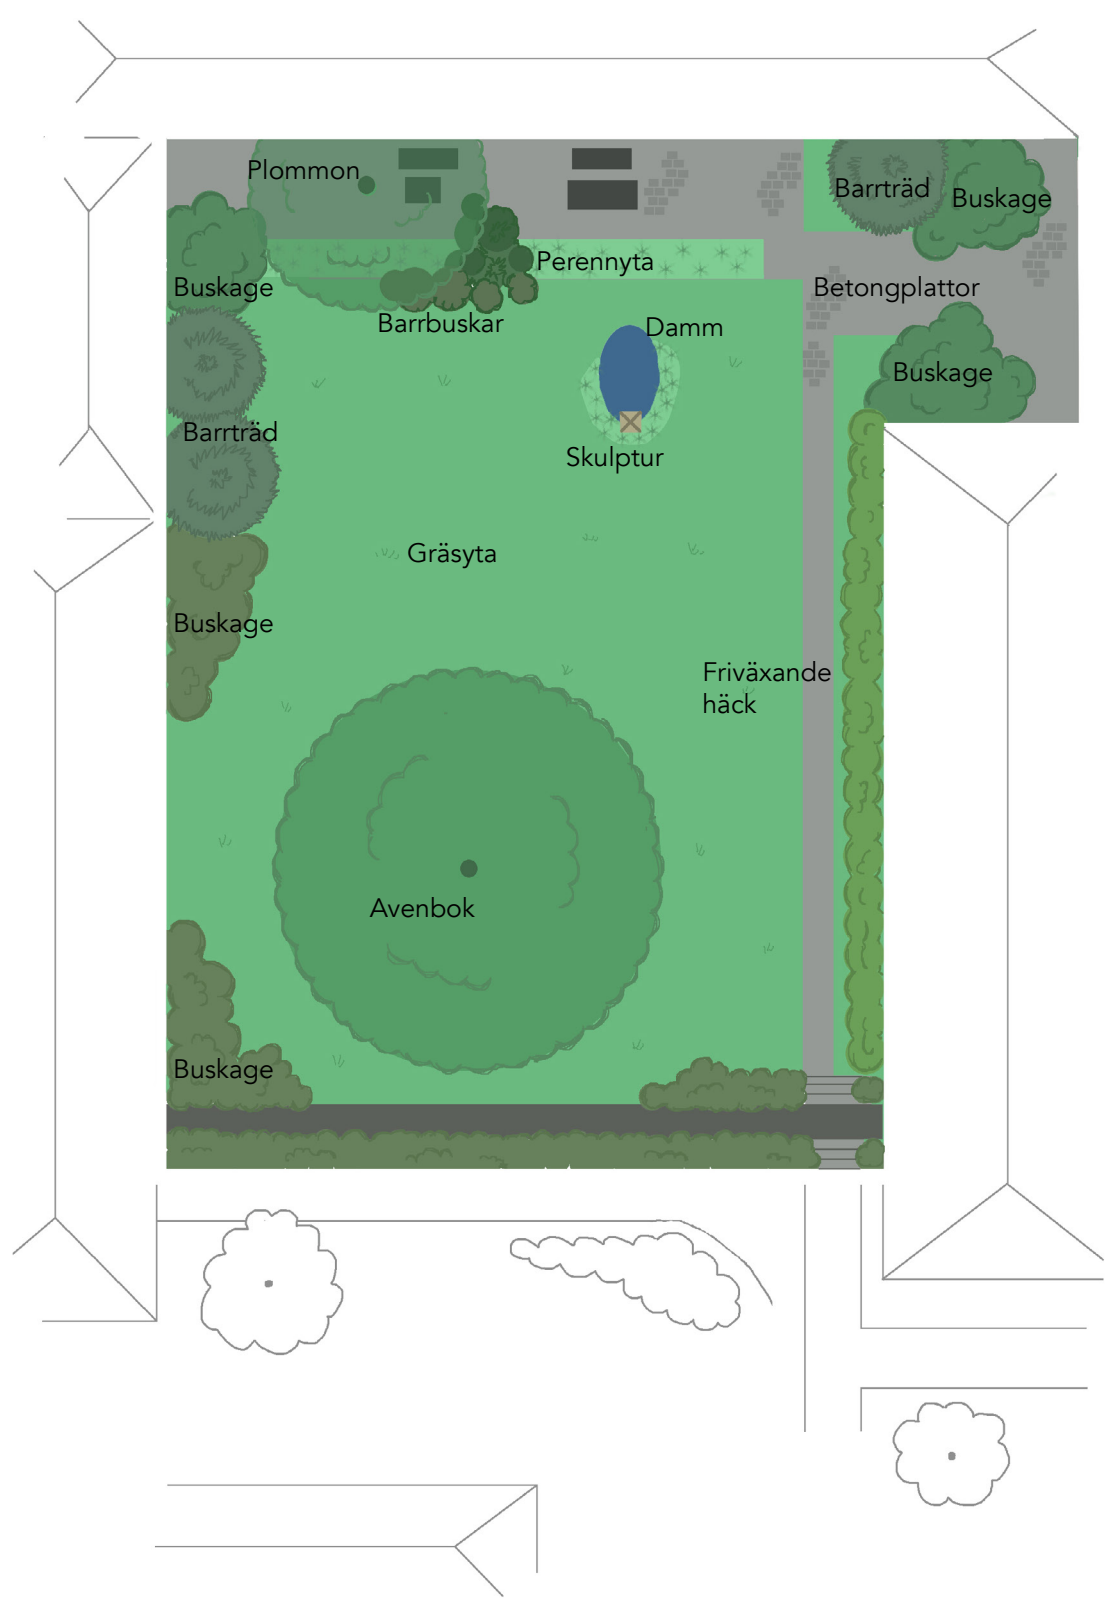 Plommon
Barrträd
Buskage
Perennyta
Buskage
Betongplattor
Barrbuskar
Damm
Buskage
Barrträd
Skulptur
Gräsyta
Buskage
Friväxande
häck
Avenbok
Buskage